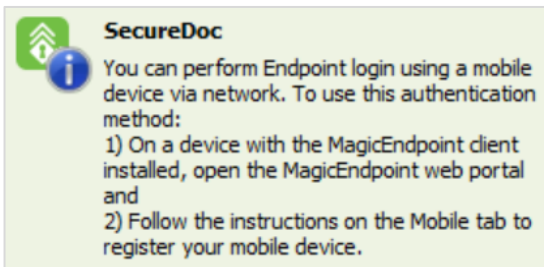 SecureDoc
You can perform Endpoint login using a mobile
device via network. To use this authentication
method:
1) On a device with the MagicEndpoint client
installed, open the MagicEndpoint web portal
and
2) Follow the instructions on the Mobile tab to
register your mobile device.